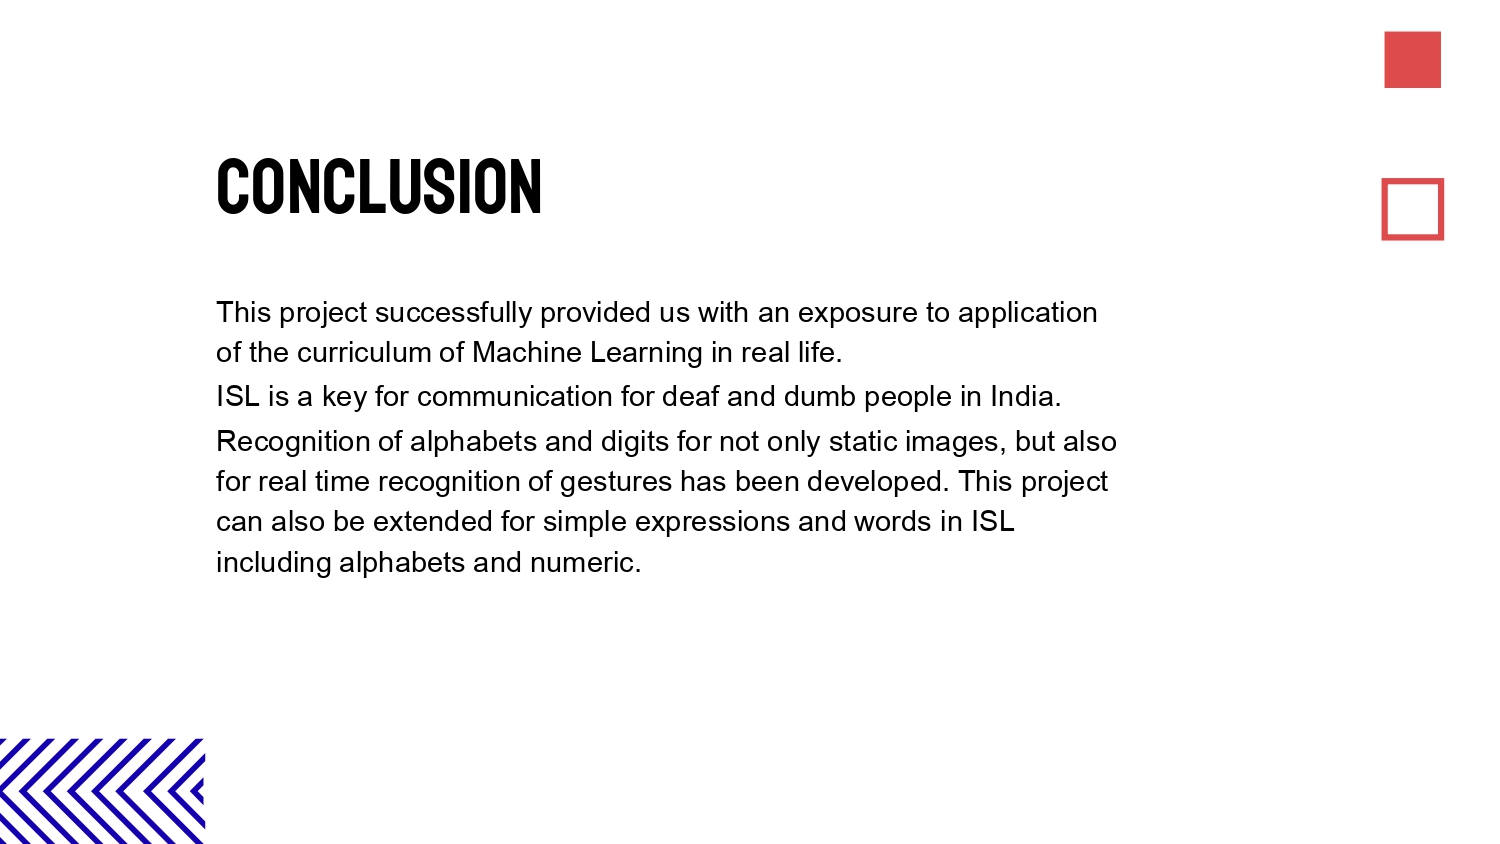 CONCLUSION
This project successfully provided us with an exposure to application
of the curriculum of Machine Learning in real life.
ISL is a key for communication for deaf and dumb people in India.
Recognition of alphabets and digits for not only static images, but also
for real time recognition of gestures has been developed. This project
can also be extended for simple expressions and words in ISL
including alphabets and numeric.